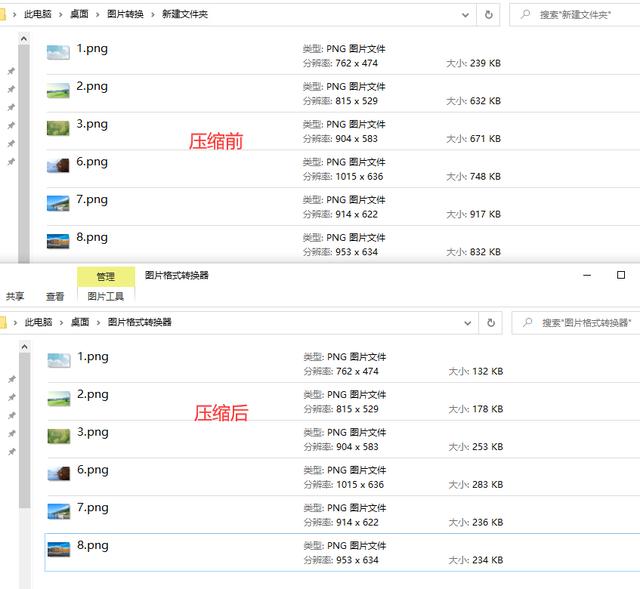 此电脑 > 桌面 > 图片转换 > 新建文件夹 搜索"新建文件夹"
1.png 类型: PNG 图片文件
分辨率: 762 x 474 大小: 239 KB
2.png 类型: PNG 图片文件
分辨率: 815 x 529 大小: 632 KB
3.png 类型: PNG 图片文件
分辨率: 904 x 583 大小: 671 KB
压缩前
6.png 类型: PNG 图片文件
分辨率: 1015 x 636 大小: 748 KB
7.png 类型: PNG 图片文件
分辨率: 914 x 622 大小: 917 KB
8.png 类型: PNG 图片文件
分辨率: 953 x 634 大小: 832 KB
管理 图片格式转换器
共享 查看 图片工具
此电脑 > 桌面 > 图片格式转换器 搜索"图片格式转换器"
1.png 类型: PNG 图片文件
分辨率: 762 x 474 大小: 132 KB
2.png 类型: PNG 图片文件
分辨率: 815 x 529 大小: 178 KB
压缩后
3.png 类型: PNG 图片文件
分辨率: 904 x 583 大小: 253 KB
6.png 类型: PNG 图片文件
分辨率: 1015 x 636 大小: 283 KB
7.png 类型: PNG 图片文件
分辨率: 914 x 622 大小: 236 KB
8.png 类型: PNG 图片文件
分辨率: 953 x 634 大小: 234 KB